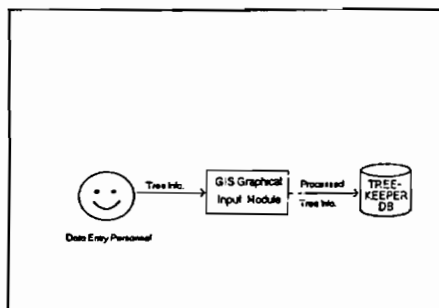 Tree Info.
GIS Graphical
Input Module
Processed
Tree Info.
TREE-
KEEPER
DB
Data Entry Personnel